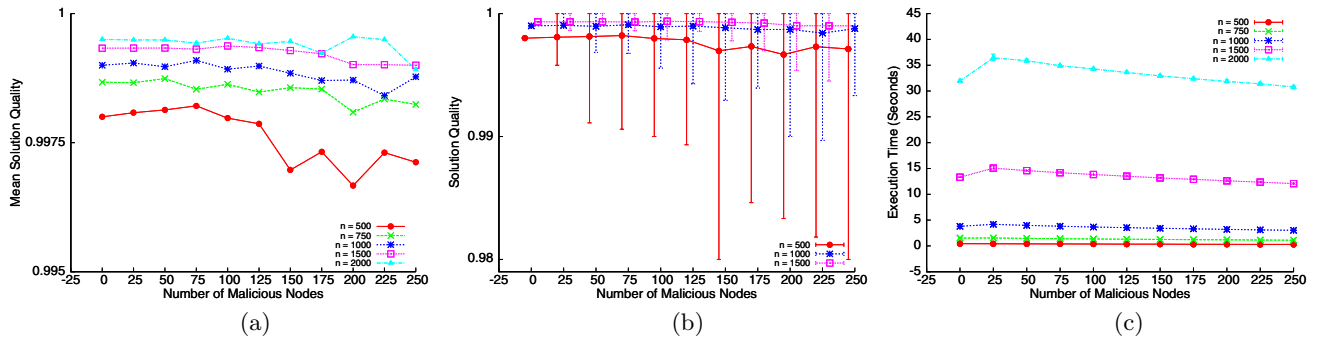 1
0.9975
0.995
Mean Solution Quality
-25 0 25 50 75 100 125 150 175 200 225 250
Number of Malicious Nodes
n = 500
n = 750
n = 1000
n = 1500
n = 2000
(a)
1
0.99
0.98
Solution Quality
-25 0 25 50 75 100 125 150 175 200 225 250
Number of Malicious Nodes
n = 500
n = 1000
n = 1500
(b)
45
40
35
30
25
20
15
10
5
0
-5
Execution Time (Seconds)
-25 0 25 50 75 100 125 150 175 200 225 250
Number of Malicious Nodes
n = 500
n = 750
n = 1000
n = 1500
n = 2000
(c)